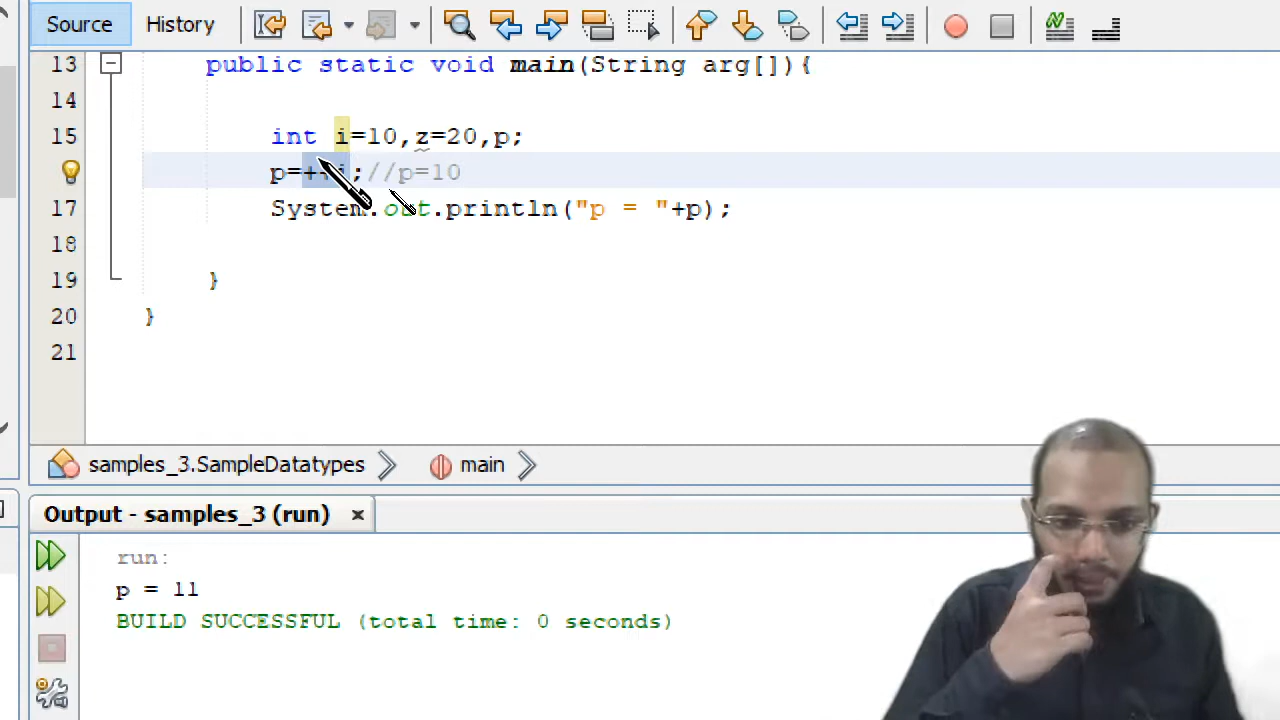 Source History
13 public static void main(String arg[]){
14
15 int i=10,z=20,p;
p=++i;//p=10
17 System.out.println("p = "+p);
18
19 }
20 }
21
samples_3.SampleDatatypes main
Output - samples_3 (run) ×
run:
p = 11
BUILD SUCCESSFUL (total time: 0 seconds)